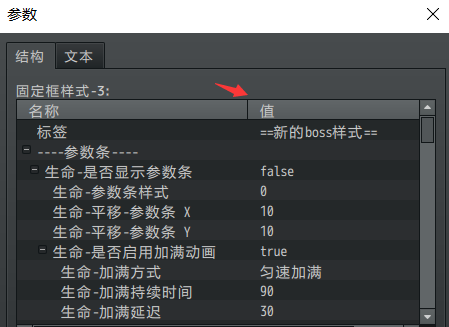 参数
结构 文本
固定框样式-3:
名称 值
标签 ==新的boss样式==
----参数条----
生命-是否显示参数条 false
生命-参数条样式 0
生命-平移-参数条 X 10
生命-平移-参数条 Y 10
生命-是否启用加满动画 true
生命-加满方式 匀速加满
生命-加满持续时间 90
生命-加满延迟 30